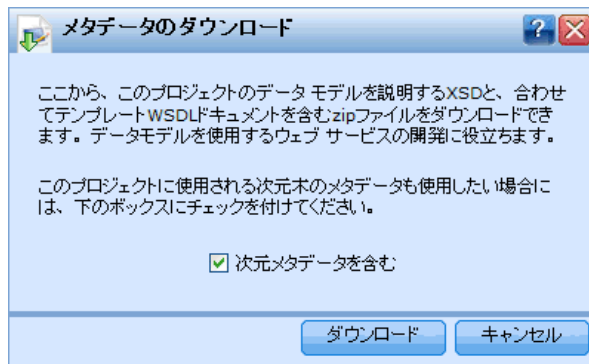 メタデータのダウンロード
?
ここから、このプロジェクトのデータ モデルを説明するXSDと、合わせ
てテンプレートWSDLドキュメントを含むzipファイルをダウンロードでき
ます。データモデルを使用するウェブ サービスの開発に役立ちます。
このプロジェクトに使用される次元木のメタデータも使用したい場合に
は、下のボックスにチェックを付けてください。
次元メタデータを含む
ダウンロード キャンセル